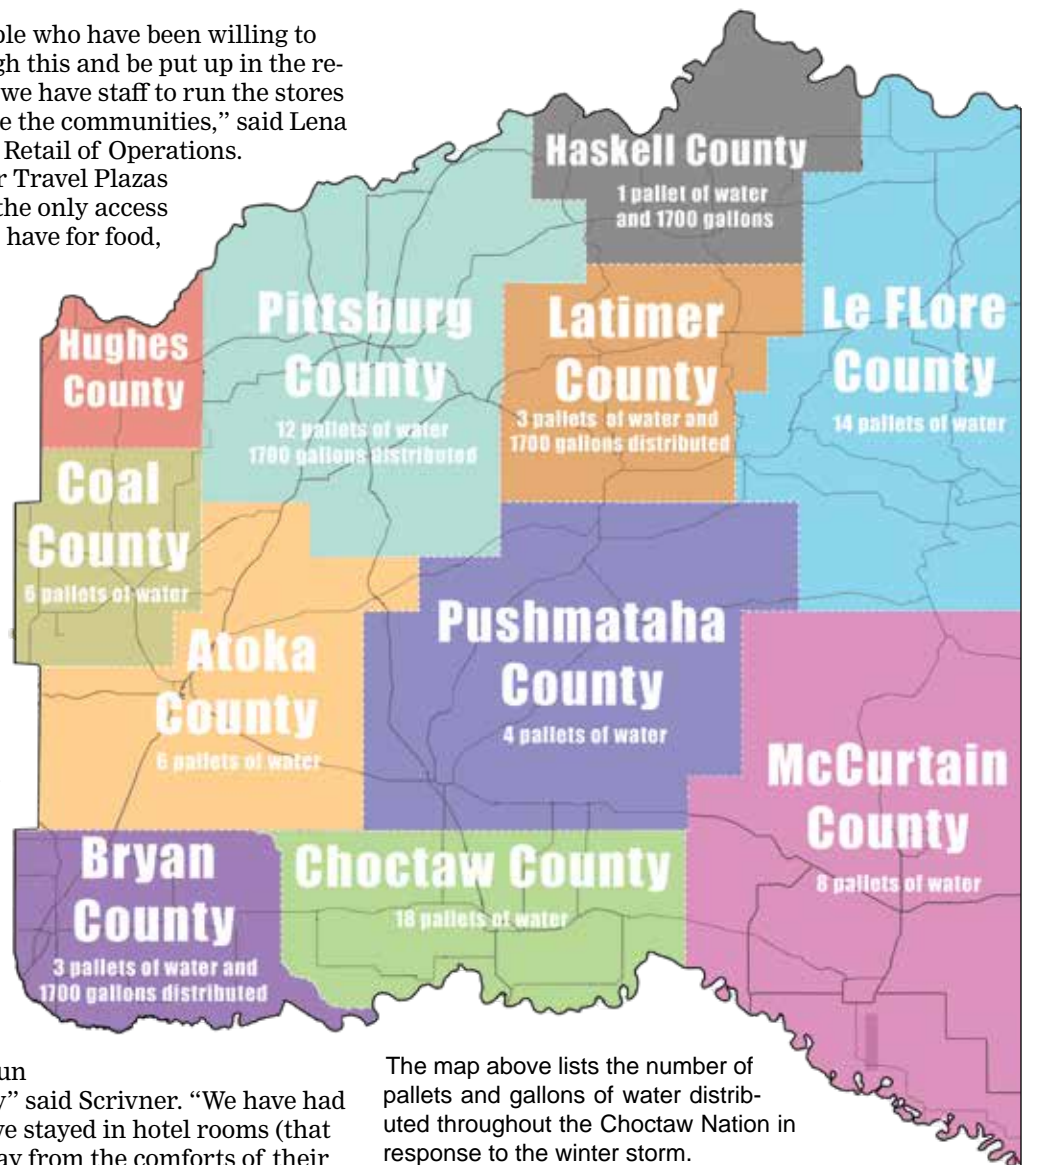 ple who have been willing to
gh this and be put up in the re-
we have staff to run the stores
e the communities,” said Lena
Retail of Operations.
r Travel Plazas
the only access
have for food,
Haskell County
1 pallet of water
and 1700 gallons
Hughes
County
Pittsburg
County
12 pallets of water
1700 gallons distributed
Latimer
County
3 pallets of water and
1700 gallons distributed
Le FLore
County
14 pallets of water
Coal
County
6 pallets of water
Atoka
County
6 pallets of water
Pushmataha
County
4 pallets of water
McCurtain
County
8 pallets of water
Bryan
County
3 pallets of water and
1700 gallons distributed
Choctaw County
18 pallets of water
un
y” said Scrivner. “We have had
ve stayed in hotel rooms (that
ay from the comforts of their
The map above lists the number of
pallets and gallons of water distrib-
uted throughout the Choctaw Nation in
response to the winter storm.